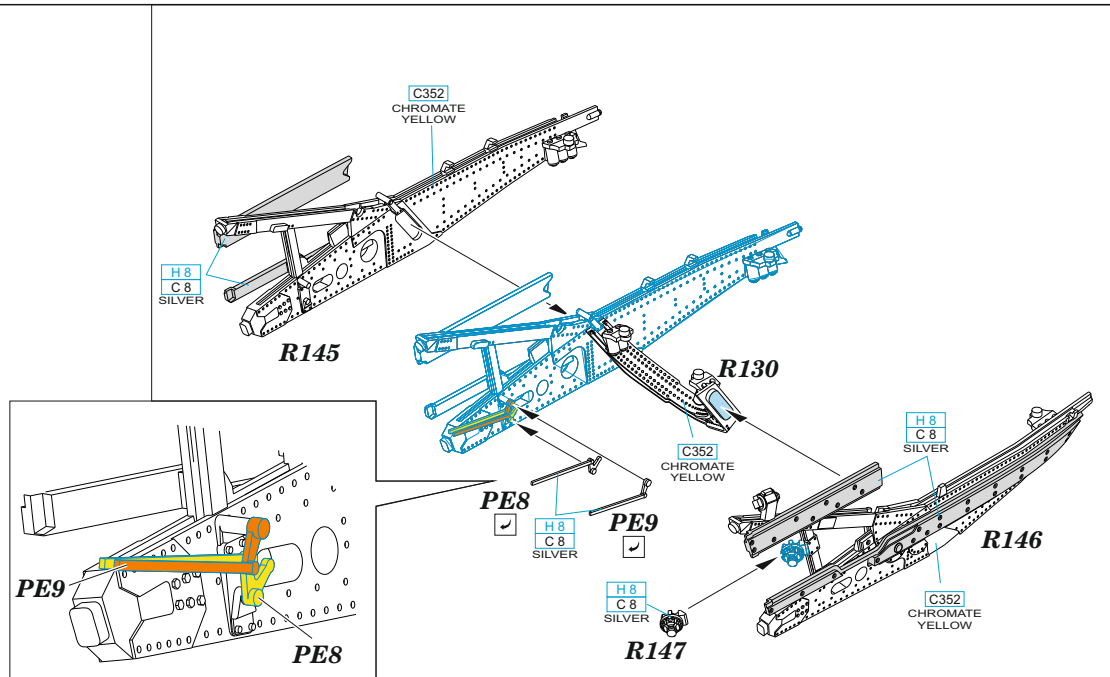 C352
CHROMATE
YELLOW
H 8
C 8
SILVER
R145
R130
H 8
C 8
SILVER
C352
CHROMATE
YELLOW
PE8
H 8
C 8
SILVER
PE9
R146
PE9
H 8
C 8
SILVER
C352
CHROMATE
YELLOW
PE8
R147